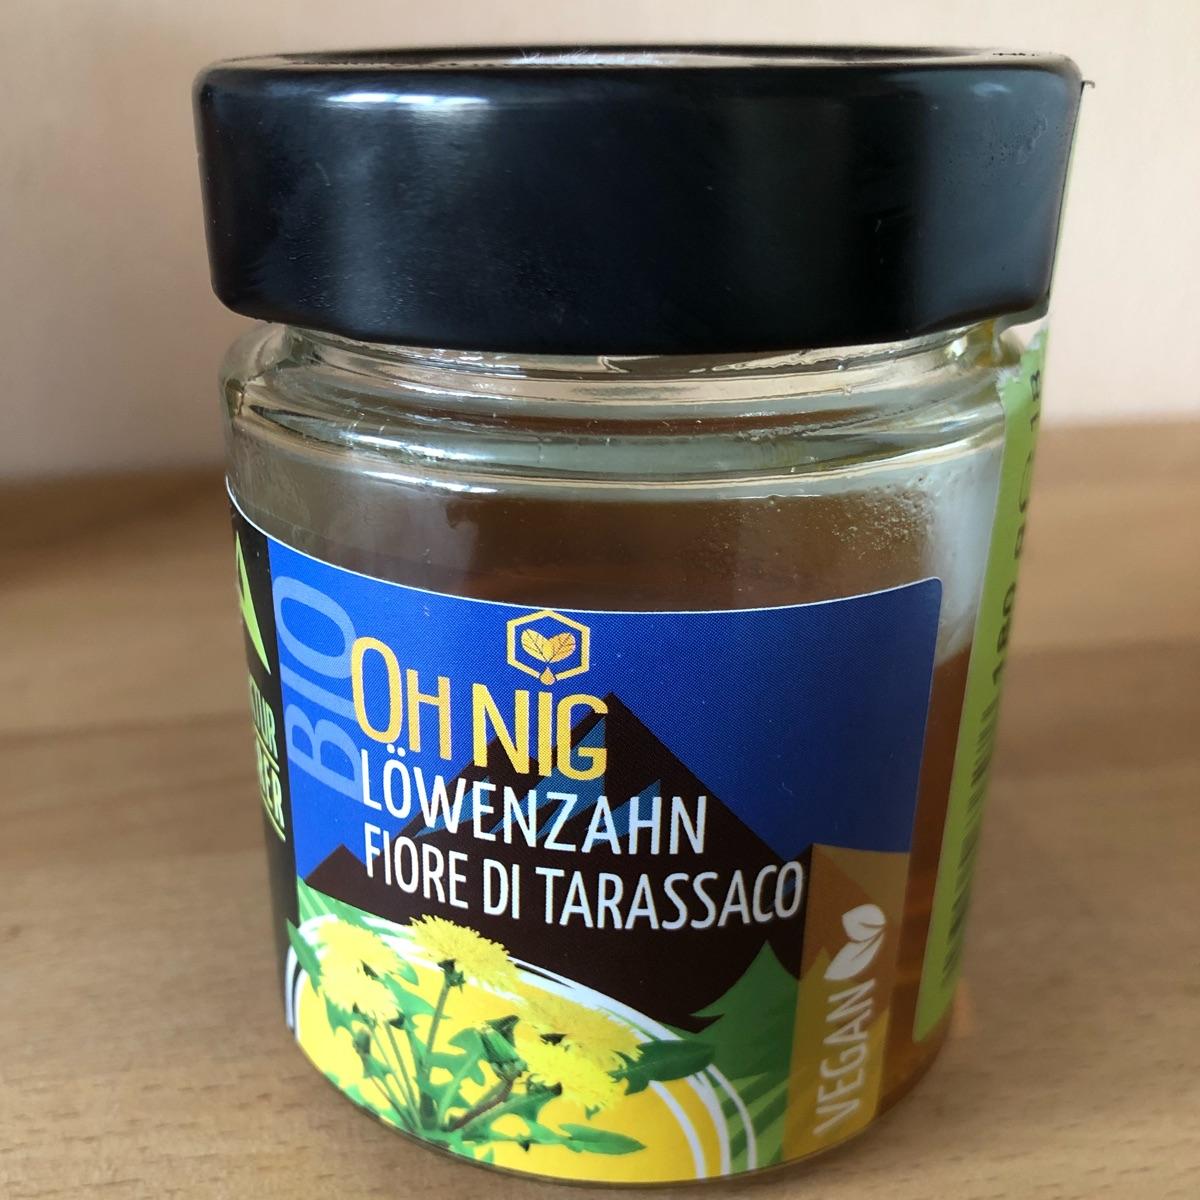 BIO
OH NIG
LÖWENZAHN
FIORE DI TARASSACO
VEGAN